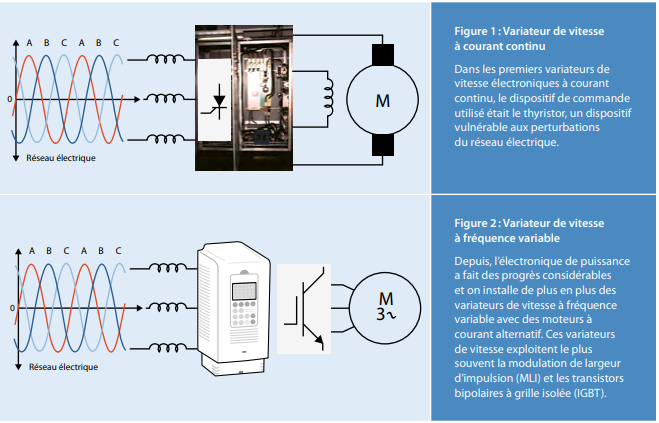 A B C A B C
0
Réseau électrique
M
Figure 1 : Variateur de vitesse
à courant continu
Dans les premiers variateurs de
vitesse électroniques à courant
continu, le dispositif de commande
utilisé était le thyristor, un dispositif
vulnérable aux perturbations
du réseau électrique.
A B C A B C
0
Réseau électrique
M
3∿
Figure 2 : Variateur de vitesse
à fréquence variable
Depuis, l’électronique de puissance
a fait des progrès considérables
et on installe de plus en plus des
variateurs de vitesse à fréquence
variable avec des moteurs à
courant alternatif. Ces variateurs
de vitesse exploitent le plus
souvent la modulation de largeur
d’impulsion (MLI) et les transistors
bipolaires à grille isolée (IGBT).